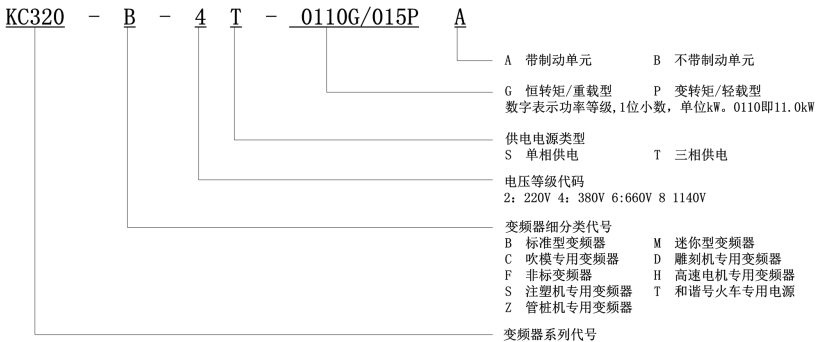 KC320 - B - 4 T - 0110G/015P A
A 带制动单元 B 不带制动单元
G 恒转矩/重载型 P 变转矩/轻载型
数字表示功率等级,1位小数，单位kW。0110即11.0kW
供电电源类型
S 单相供电 T 三相供电
电压等级代码
2：220V 4：380V 6:660V 8 1140V
变频器细分类代号
B 标准型变频器 M 迷你型变频器
C 吹模专用变频器 D 雕刻机专用变频器
F 非标变频器 H 高速电机专用变频器
S 注塑机专用变频器 T 和谐号火车专用电源
Z 管桩机专用变频器
变频器系列代号